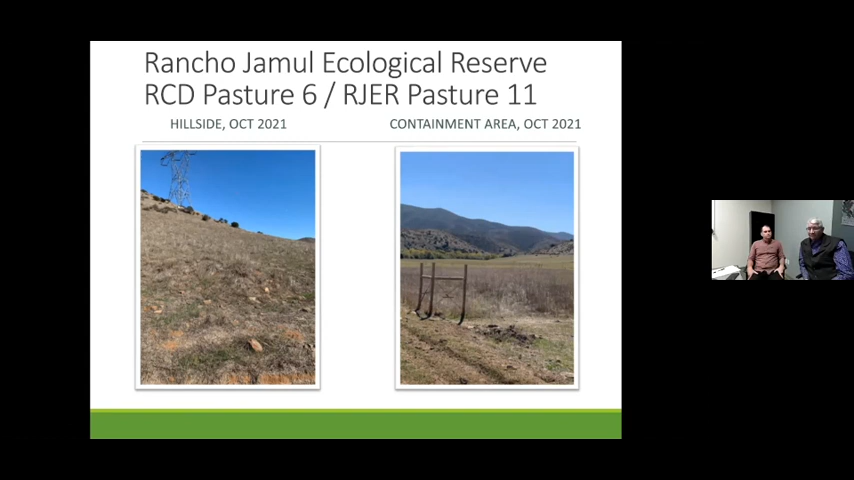 Rancho Jamul Ecological Reserve
RCD Pasture 6 / RJER Pasture 11
HILLSIDE, OCT 2021
CONTAINMENT AREA, OCT 2021